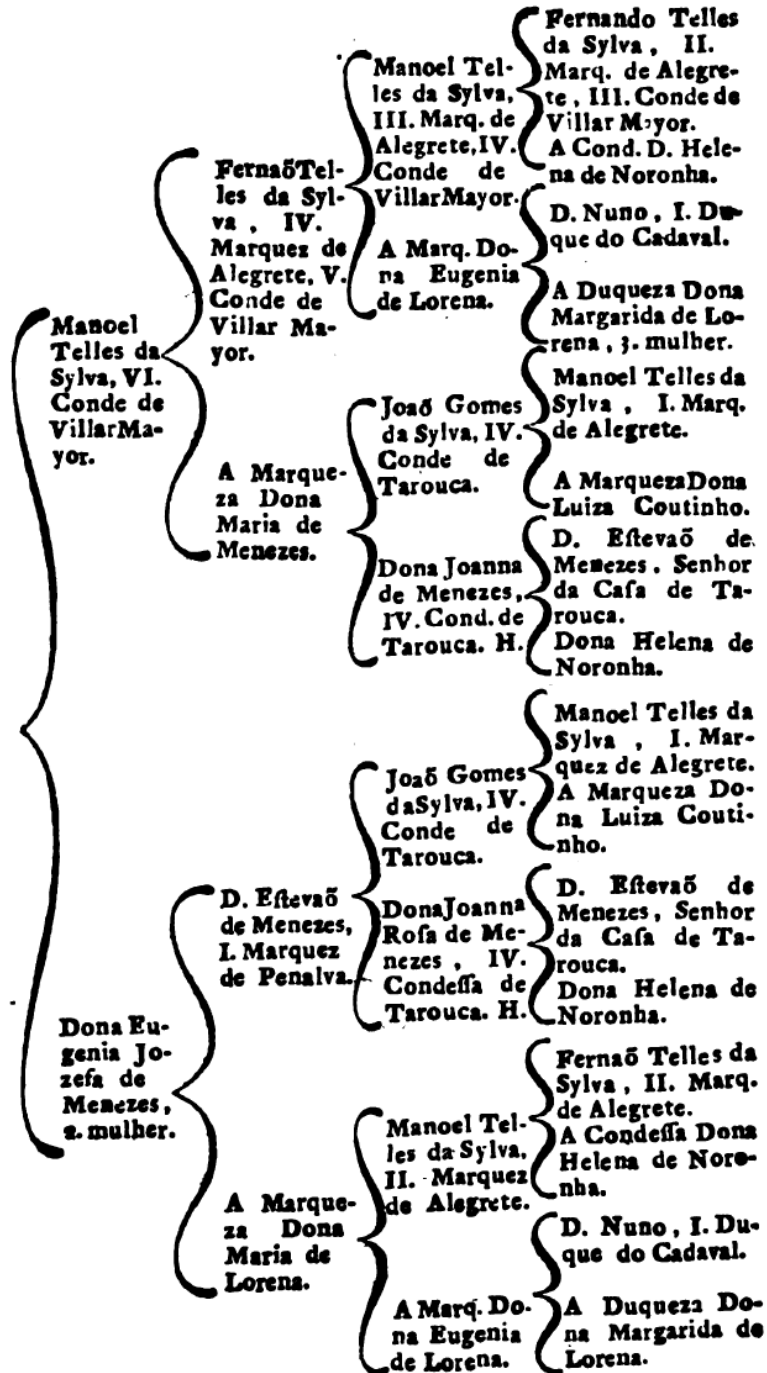 Manoel
Telles da
Sylva, VI.
Conde de
VillarMa-
yor.
FernaõTel-
les da Syl-
va , IV.
Marquez de
Alegrete, V.
Conde de
Villar Ma-
yor.
Manoel Tel-
les da Sylva,
III. Marq. de
Alegrete, IV.
Conde de
VillarMayor.
Fernando Telles
da Sylva , II.
Marq. de Alegre-
te , III. Conde de
Villar Mayor.
A Cond. D. Hele-
na de Noronha.
A Marq. Do-
na Eugenia
de Lorena.
D. Nuno , I. Du-
que do Cadaval.
A Duqueza Dona
Margarida de Lo-
rena , 3. mulher.
A Marque-
za Dona
Maria de
Menezes.
Joaõ Gomes
da Sylva, IV.
Conde de
Tarouca.
Manoel Telles da
Sylva , I. Marq.
de Alegrete.
A MarquezaDona
Luiza Coutinho.
Dona Joanna
de Menezes,
IV. Cond. de
Tarouca. H.
D. Eſtevaõ de
Menezes, Senhor
da Caſa de Ta-
rouca.
Dona Helena de
Noronha.
Dona Eu-
genia Jo-
zefa de
Menezes,
2. mulher.
D. Eſtevaõ
de Menezes,
I. Marquez
de Penalva.
Joaõ Gomes
daSylva, IV.
Conde de
Tarouca.
Manoel Telles da
Sylva , I. Mar-
quez de Alegrete.
A Marqueza Do-
na Luiza Couti-
nho.
DonaJoanna
Roſa de Me-
nezes , IV.
Condeſſa de
Tarouca. H.
D. Eſtevaõ de
Menezes, Senhor
da Caſa de Ta-
rouca.
Dona Helena de
Noronha.
A Marque-
za Dona
Maria de
Lorena.
Manoel Tel-
les da Sylva,
II. Marquez
de Alegrete.
Fernaõ Telles da
Sylva , II. Marq.
de Alegrete.
A Condeſſa Dona
Helena de Noro-
nha.
A Marq. Do-
na Eugenia
de Lorena.
D. Nuno , I. Du-
que do Cadaval.
A Duqueza Do-
na Margarida de
Lorena.